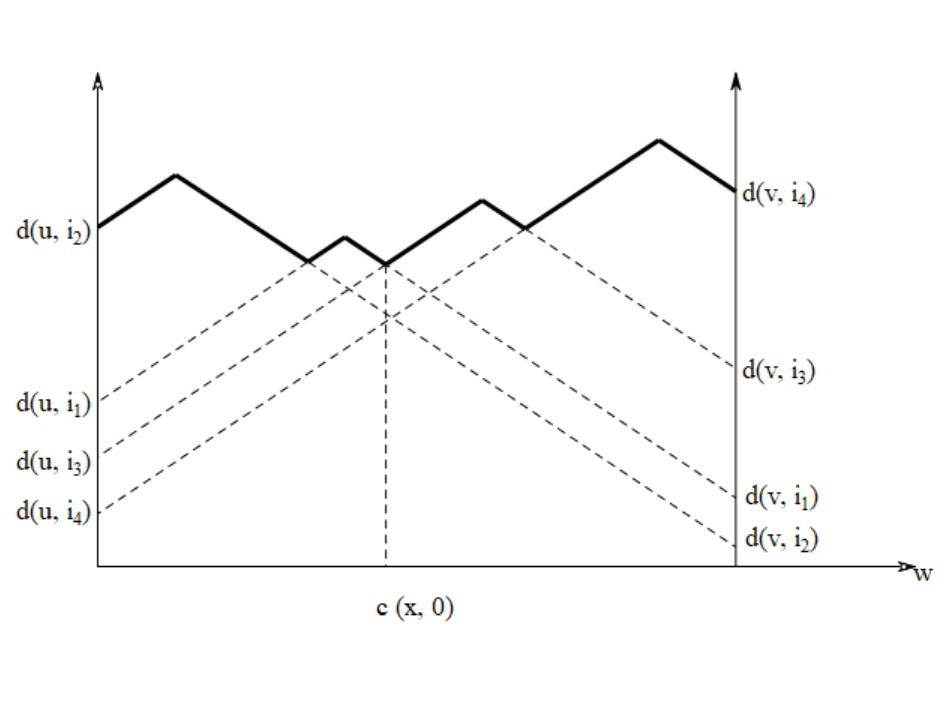 d(v, i₄)
d(u, i₂)
d(v, i₃)
d(u, i₁)
d(u, i₃)
d(v, i₁)
d(u, i₄)
d(v, i₂)
w
c (x, 0)